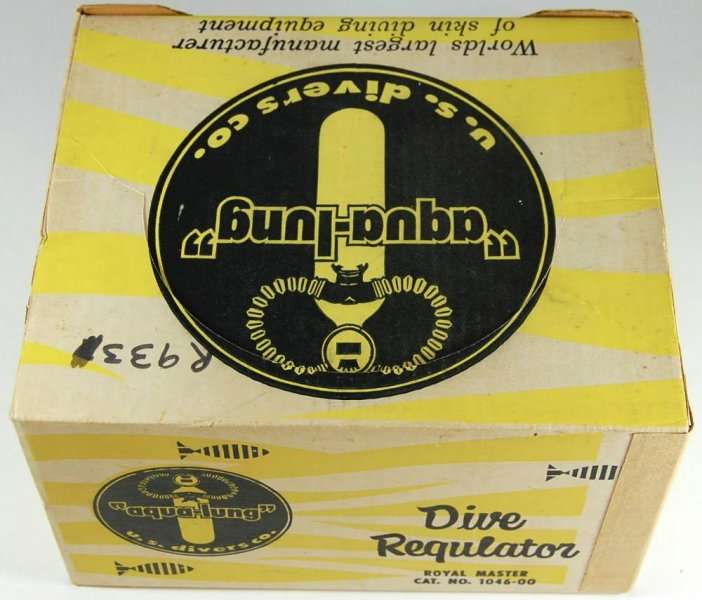 Worlds largest manufacturer
of skin diving equipment
u.s. divers co.
"aqua-lung"
R933
"aqua-lung"
u.s. divers co.
Dive
Regulator
ROYAL MASTER
CAT. NO. 1046-00